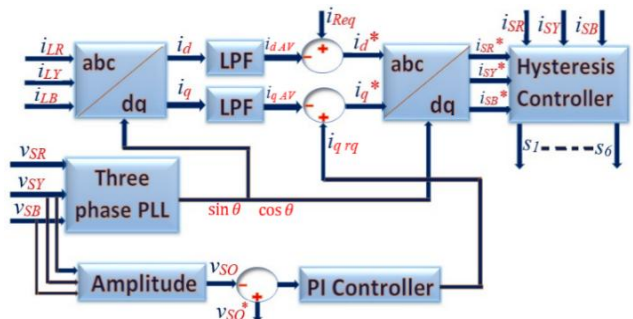 i_Req
i_SR i_SY i_SB
i_LR
i_LY
i_LB
abc
dq
i_d
LPF
i_d AV
- +
i_d*
i_q
LPF
i_q AV
- +
i_q*
abc
dq
i_SR*
i_SY*
i_SB*
Hysteresis
Controller
i_q rq
s_1 s_6
v_SR
v_SY
v_SB
Three
phase PLL
sin θ cos θ
Amplitude
v_SO
- +
v_SO*
PI Controller